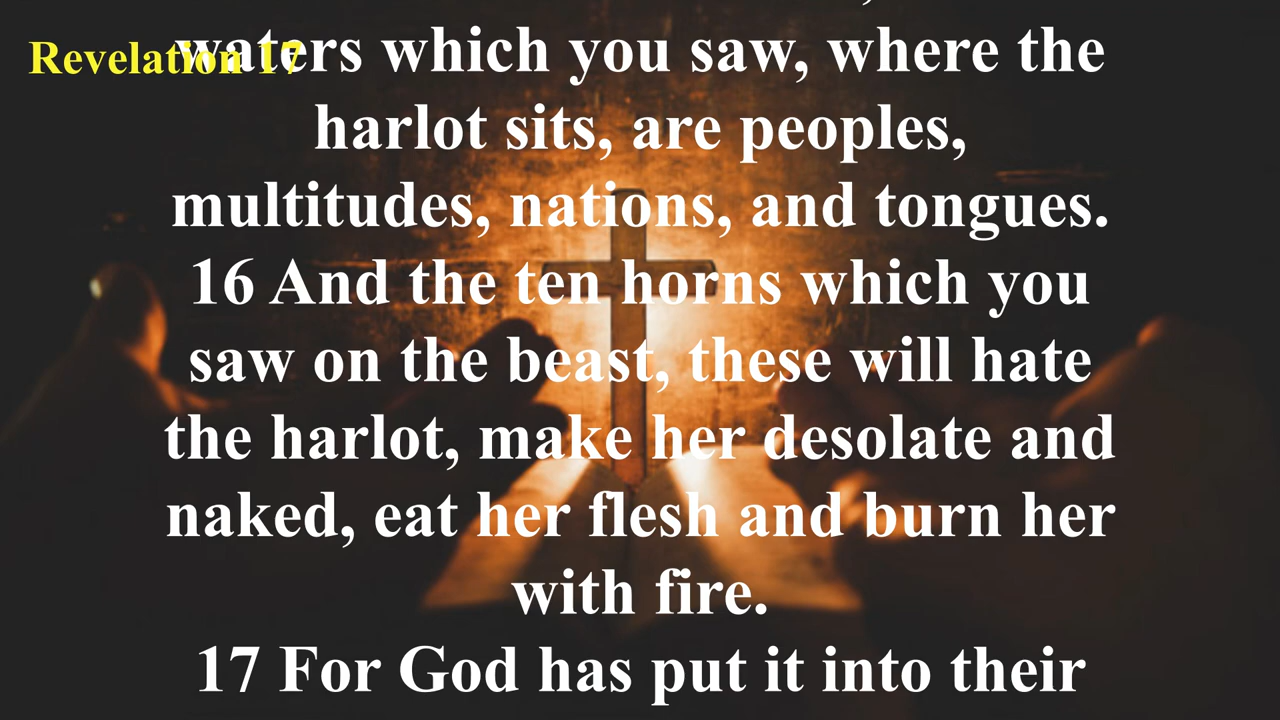 Revelation 17
waters which you saw, where the
harlot sits, are peoples,
multitudes, nations, and tongues.
16 And the ten horns which you
saw on the beast, these will hate
the harlot, make her desolate and
naked, eat her flesh and burn her
with fire.
17 For God has put it into their